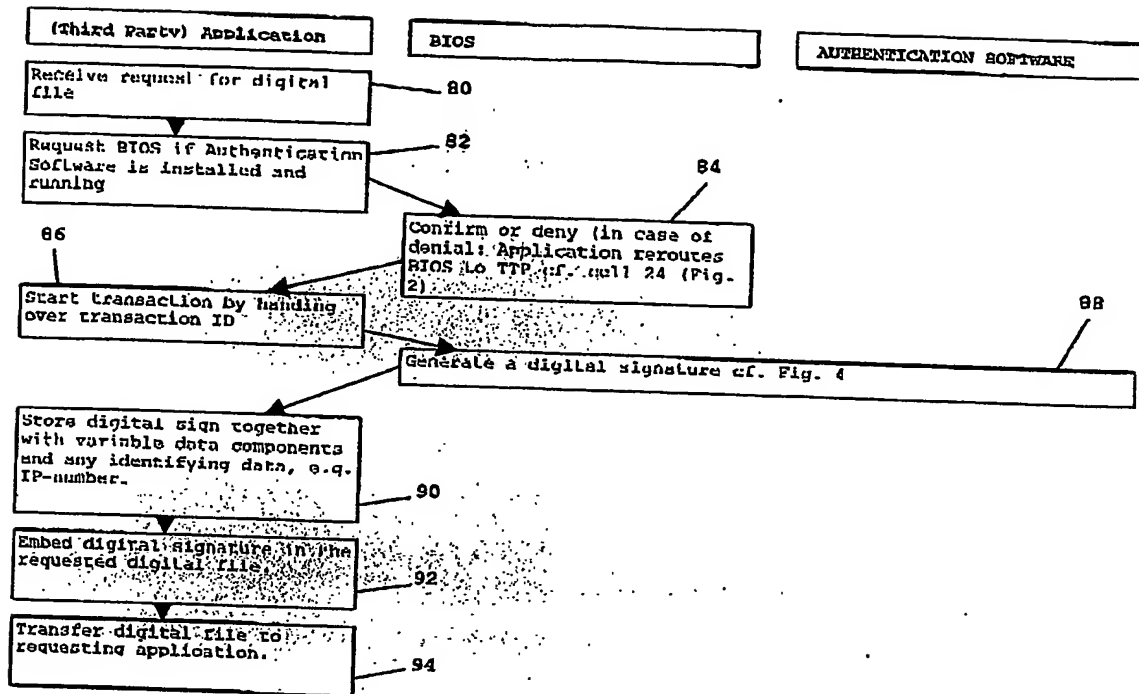 (Third Party) Application
BIOS
AUTHENTICATION SOFTWARE
Receive request for digital
file
80
Request BIOS if Authentication
Software is installed and
running
82
84
Confirm or deny (in case of
denial: Application reroutes
BIOS to TTP cf. cell 24 (Fig.
2)
86
Start transaction by handing
over transaction ID
88
Generate a digital signature cf. Fig. 4
Store digital sign together
with variable data components
and any identifying data, e.g.
IP-number.
90
Embed digital signature in the
requested digital file.
92
Transfer digital file to
requesting application.
94